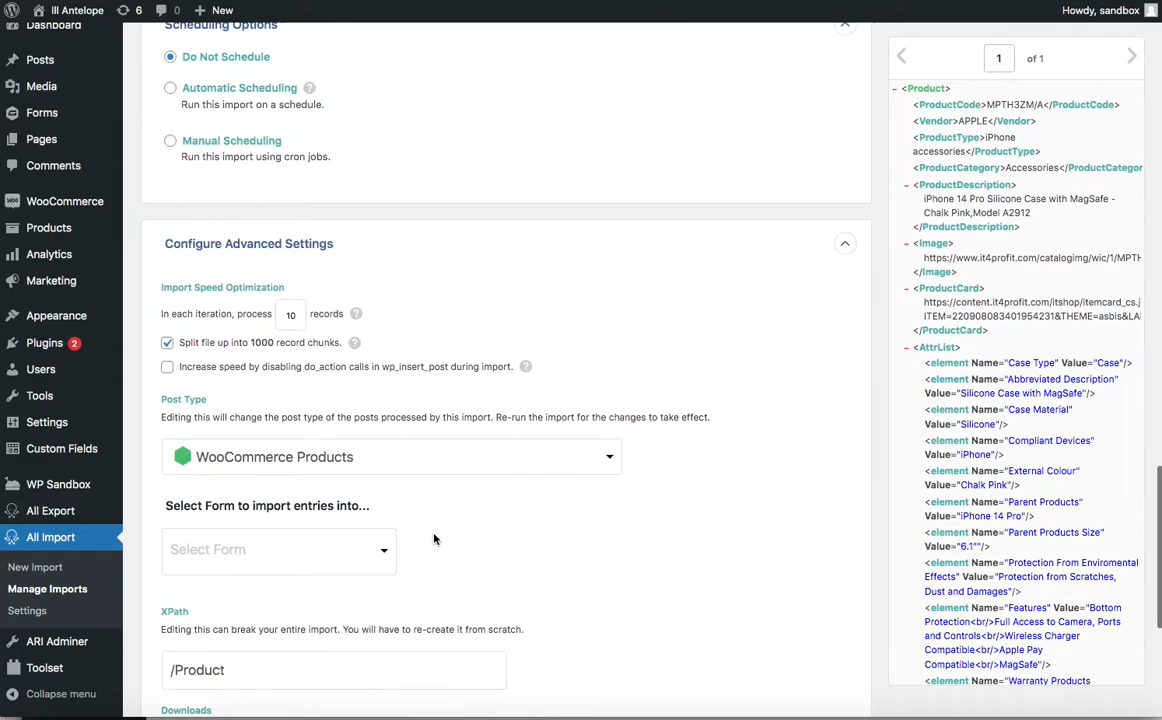 Ill Antelope
6
0
New
Howdy, sandbox
Dashboard
Posts
Media
Forms
Pages
Comments
WooCommerce
Products
Analytics
Marketing
Appearance
Plugins 2
Users
Tools
Settings
Custom Fields
WP Sandbox
All Export
All Import
New Import
Manage Imports
Settings
ARI Adminer
Toolset
Collapse menu
Scheduling Options
Do Not Schedule
Automatic Scheduling ?
Run this import on a schedule.
Manual Scheduling
Run this import using cron jobs.
Configure Advanced Settings
Import Speed Optimization
In each iteration, process 10 records ?
Split file up into 1000 record chunks. ?
Increase speed by disabling do_action calls in wp_insert_post during import. ?
Post Type
Editing this will change the post type of the posts processed by this import. Re-run the import for the changes to take effect.
WooCommerce Products
Select Form to import entries into...
Select Form
XPath
Editing this can break your entire import. You will have to re-create it from scratch.
/Product
Downloads
1 of 1
- <Product>
<ProductCode>MPTH3ZM/A</ProductCode>
<Vendor>APPLE</Vendor>
<ProductType>iPhone
accessories</ProductType>
<ProductCategory>Accessories</ProductCategor
- <ProductDescription>
iPhone 14 Pro Silicone Case with MagSafe -
Chalk Pink,Model A2912
</ProductDescription>
- <Image>
https://www.it4profit.com/catalogimg/wic/1/MPTH
</Image>
- <ProductCard>
https://content.it4profit.com/itshop/itemcard_cs.j
ITEM=220908083401954231&THEME=asbis&LA
</ProductCard>
- <AttrList>
<element Name="Case Type" Value="Case"/>
<element Name="Abbreviated Description"
Value="Silicone Case with MagSafe"/>
<element Name="Case Material"
Value="Silicone"/>
<element Name="Compliant Devices"
Value="iPhone"/>
<element Name="External Colour"
Value="Chalk Pink"/>
<element Name="Parent Products"
Value="iPhone 14 Pro"/>
<element Name="Parent Products Size"
Value="6.1""/>
<element Name="Protection From Enviromental
Effects" Value="Protection from Scratches,
Dust and Damages"/>
<element Name="Features" Value="Bottom
Protection<br/>Full Access to Camera, Ports
and Controls<br/>Wireless Charger
Compatible<br/>Apple Pay
Compatible<br/>MagSafe"/>
<element Name="Warranty Products